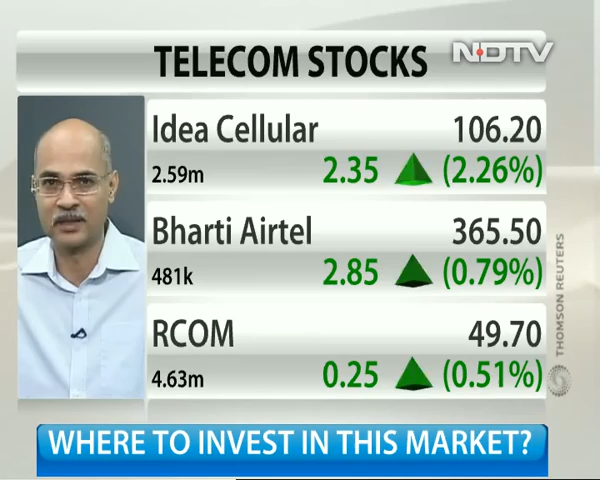 NDTV
TELECOM STOCKS
Idea Cellular 106.20
2.59m 2.35 (2.26%)
Bharti Airtel 365.50
481k 2.85 (0.79%)
RCOM 49.70
4.63m 0.25 (0.51%)
THOMSON REUTERS
WHERE TO INVEST IN THIS MARKET?